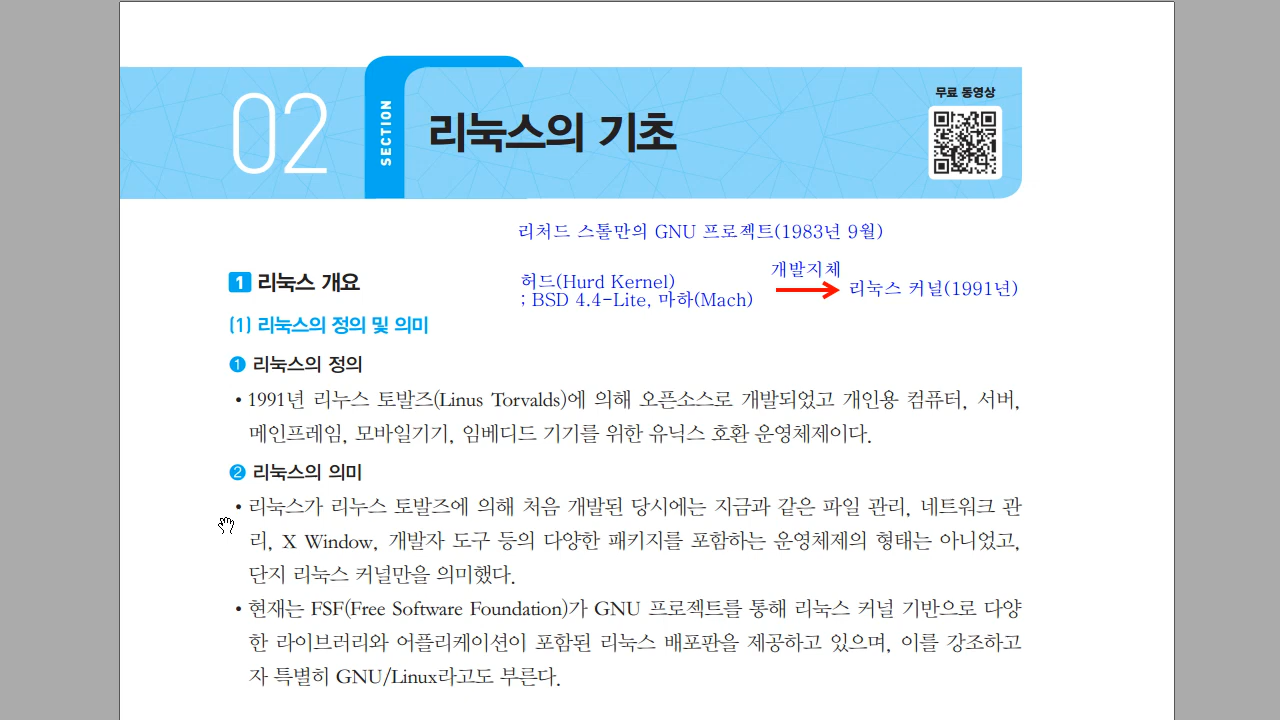 02
SECTION
리눅스의 기초
무료 동영상
리처드 스톨만의 GNU 프로젝트(1983년 9월)
1 리눅스 개요
허드(Hurd Kernel)
; BSD 4.4-Lite, 마하(Mach)
개발지체
리눅스 커널(1991년)
(1) 리눅스의 정의 및 의미
❶ 리눅스의 정의
• 1991년 리누스 토발즈(Linus Torvalds)에 의해 오픈소스로 개발되었고 개인용 컴퓨터, 서버,
메인프레임, 모바일기기, 임베디드 기기를 위한 유닉스 호환 운영체제이다.
❷ 리눅스의 의미
• 리눅스가 리누스 토발즈에 의해 처음 개발된 당시에는 지금과 같은 파일 관리, 네트워크 관
리, X Window, 개발자 도구 등의 다양한 패키지를 포함하는 운영체제의 형태는 아니었고,
단지 리눅스 커널만을 의미했다.
• 현재는 FSF(Free Software Foundation)가 GNU 프로젝트를 통해 리눅스 커널 기반으로 다양
한 라이브러리와 어플리케이션이 포함된 리눅스 배포판을 제공하고 있으며, 이를 강조하고
자 특별히 GNU/Linux라고도 부른다.